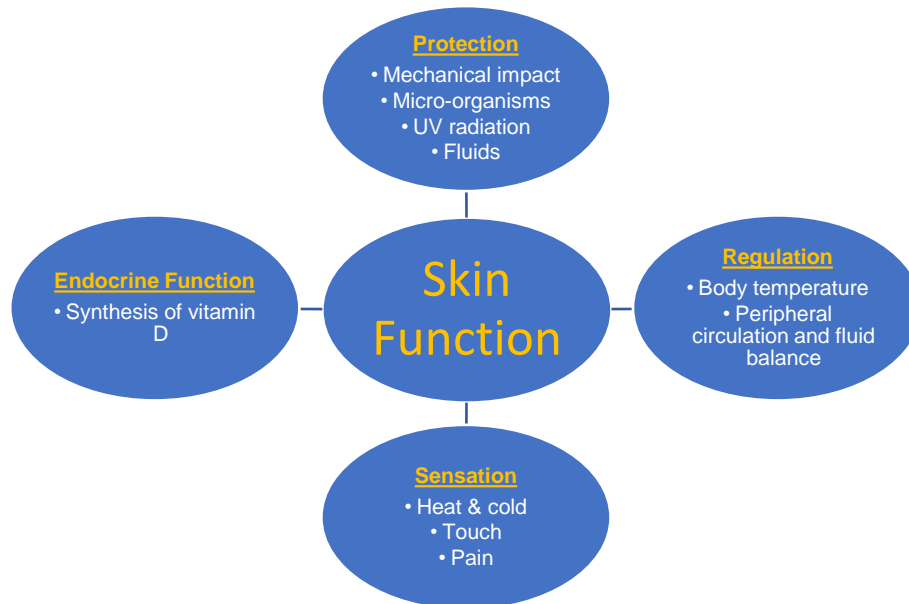 Protection
• Mechanical impact
• Micro-organisms
• UV radiation
• Fluids
Endocrine Function
• Synthesis of vitamin
D
Skin
Function
Regulation
• Body temperature
• Peripheral
circulation and fluid
balance
Sensation
• Heat & cold
• Touch
• Pain